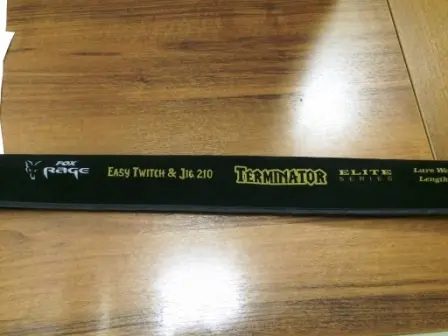 FOX
RAGE
EASY TWITCH & JIG 210
TERMINATOR
ELITE
SERIES
Lure
Length